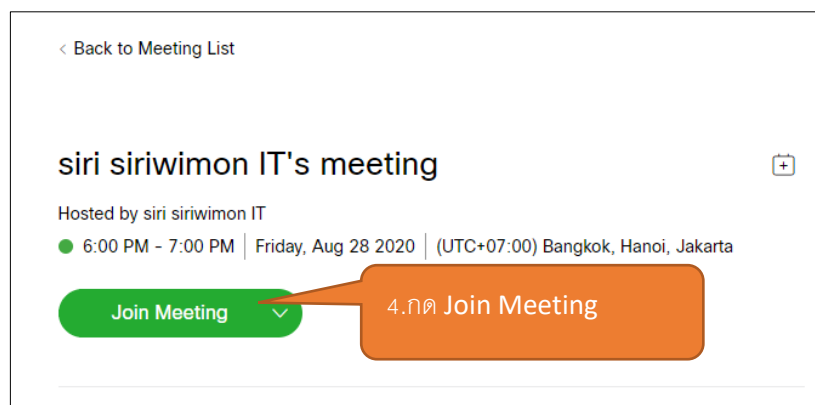 < Back to Meeting List
siri siriwimon IT's meeting
Hosted by siri siriwimon IT
6:00 PM - 7:00 PM | Friday, Aug 28 2020 | (UTC+07:00) Bangkok, Hanoi, Jakarta
Join Meeting
4.กด Join Meeting